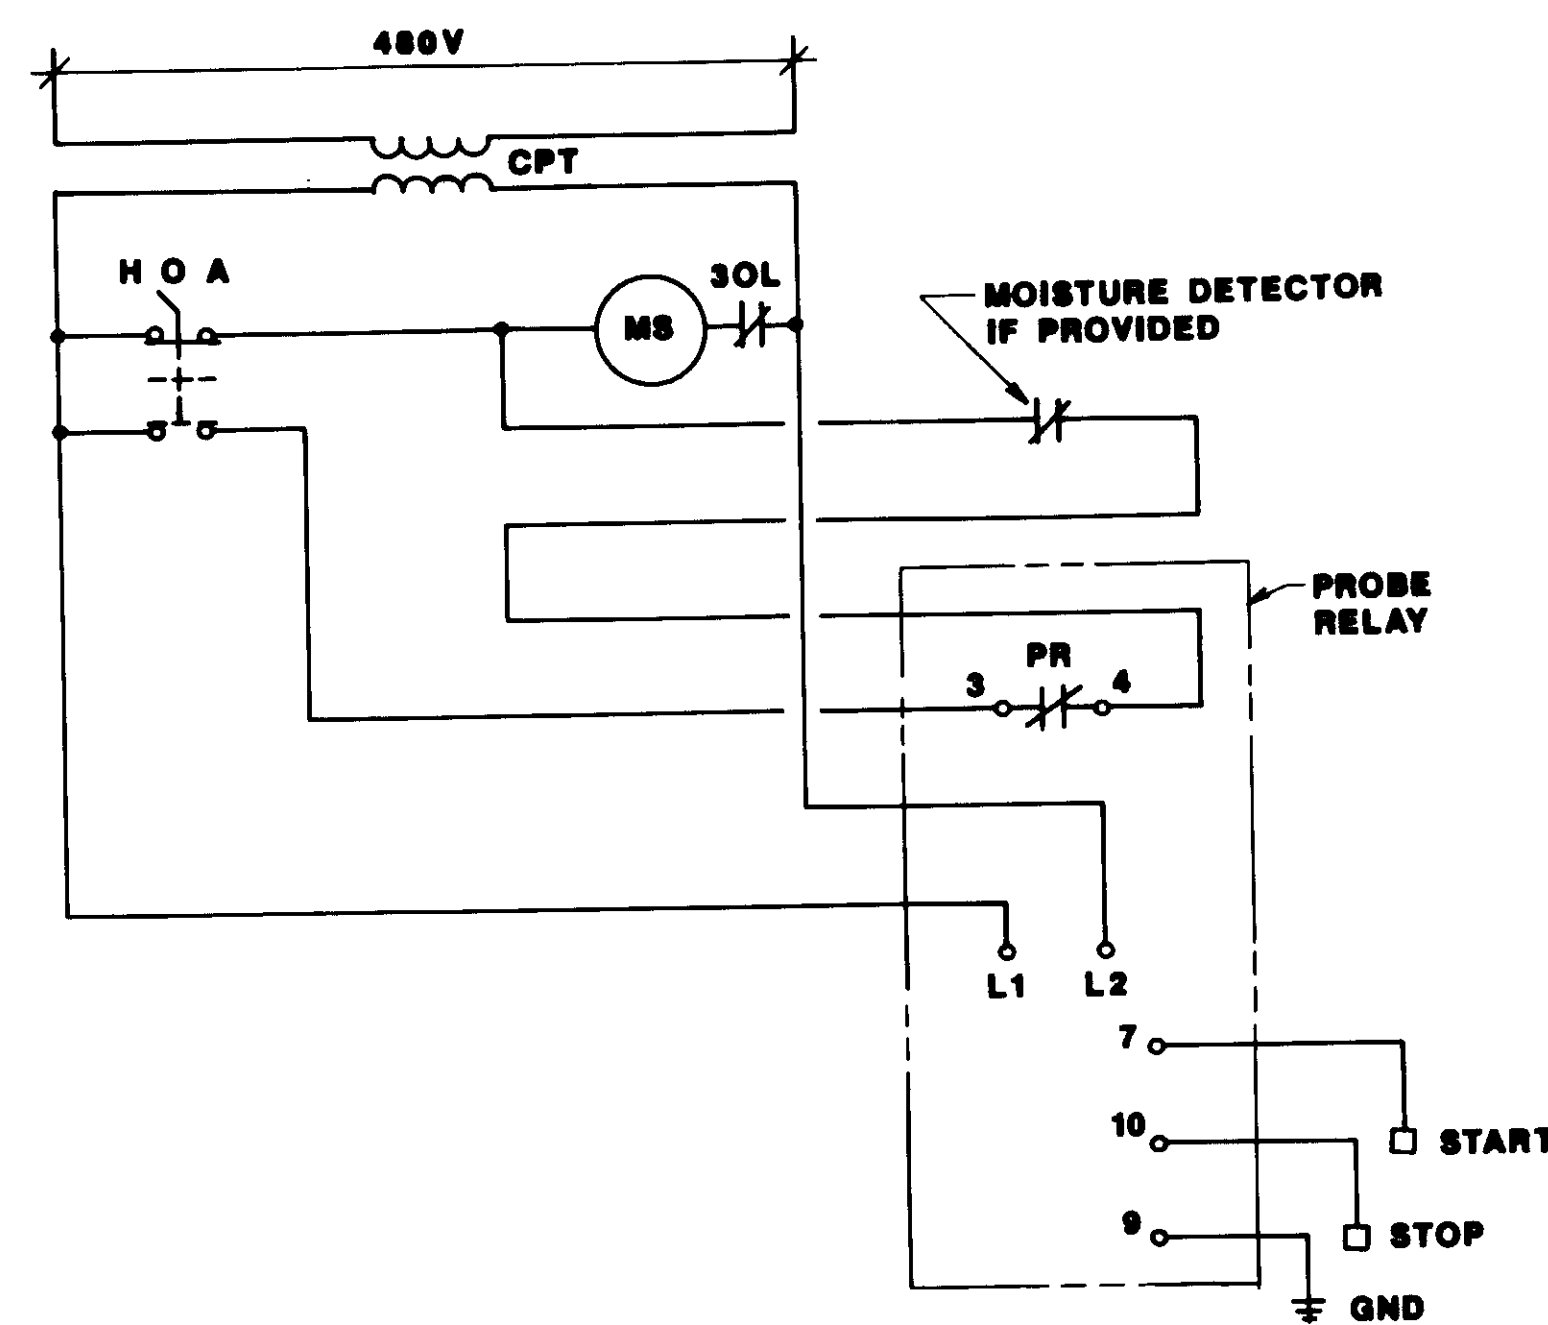 480V
CPT
H O A
3OL
MS
MOISTURE DETECTOR
IF PROVIDED
PROBE
RELAY
PR
3
4
L1
L2
7
10
START
9
STOP
GND